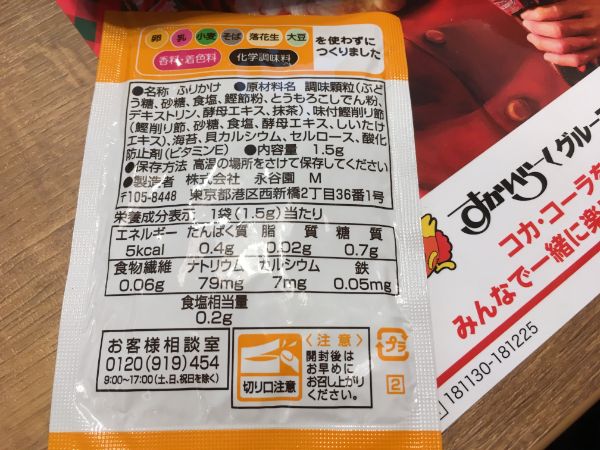 卵 乳 小麦 そば 落花生 大豆
香料・着色料 化学調味料
を使わずに
つくりました
●名称 ふりかけ ●原材料名 調味顆粒(ぶど
う糖、砂糖、食塩、鰹節粉、とうもろこしでん粉、
デキストリン、酵母エキス、抹茶)、味付鰹削り節
(鰹削り節、砂糖、食塩、酵母エキス、しいたけ
エキス)、海苔、貝カルシウム、セルロース、酸化
防止剤(ビタミンE) ●内容量 1.5g
●保存方法 高温の場所をさけて保存してください
●製造者 株式会社 永谷園 M
〒105-8448 東京都港区西新橋2丁目36番1号
栄養成分表示 1袋(1.5g)当たり
エネルギー たんぱく質 脂質 糖質
5kcal 0.4g 0.02g 0.7g
食物繊維 ナトリウム カルシウム 鉄
0.06g 79mg 7mg 0.05mg
食塩相当量
0.2g
お客様相談室
0120(919)454
9:00~17:00(土、日、祝日を除く)
切り口注意
〈注意〉
開封後は
お早めに
お召し上がり
ください。
プラ
2
すかいらーくグルー
コカ・コーラを
みんなで一緒に楽
181130-181225